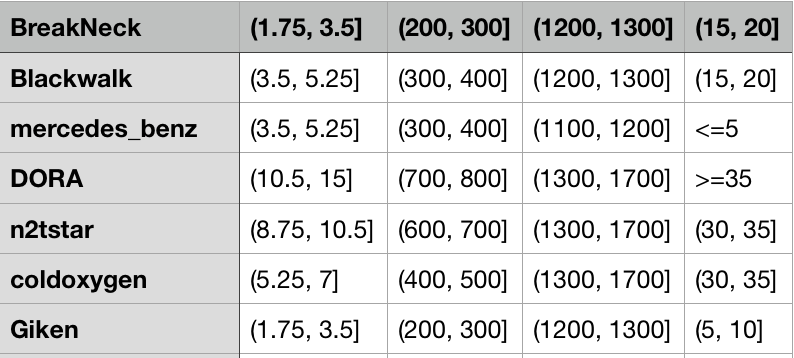 BreakNeck (1.75, 3.5] (200, 300] (1200, 1300] (15, 20]
Blackwalk (3.5, 5.25] (300, 400] (1200, 1300] (15, 20]
mercedes_benz (3.5, 5.25] (300, 400] (1100, 1200] <=5
DORA (10.5, 15] (700, 800] (1300, 1700] >=35
n2tstar (8.75, 10.5] (600, 700] (1300, 1700] (30, 35]
coldoxygen (5.25, 7] (400, 500] (1300, 1700] (30, 35]
Giken (1.75, 3.5] (200, 300] (1200, 1300] (5, 10]